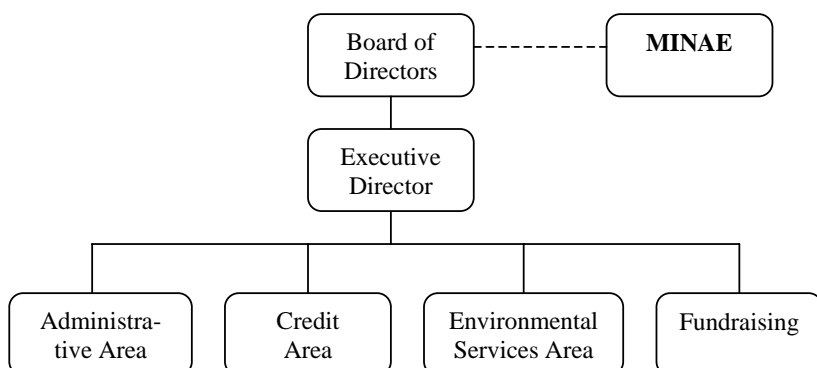 Board of
Directors
MINAE
Executive
Director
Administra-
tive Area
Credit
Area
Environmental
Services Area
Fundraising